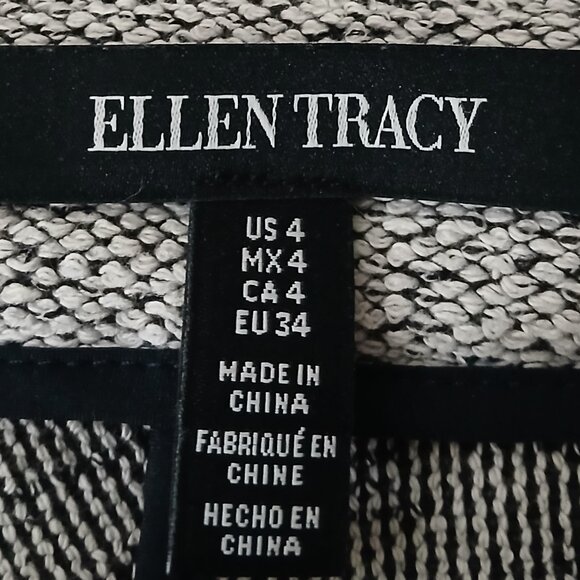 ELLEN TRACY
US 4
MX 4
CA 4
EU 34
MADE IN
CHINA
FABRIQUÉ EN
CHINE
HECHO EN
CHINA